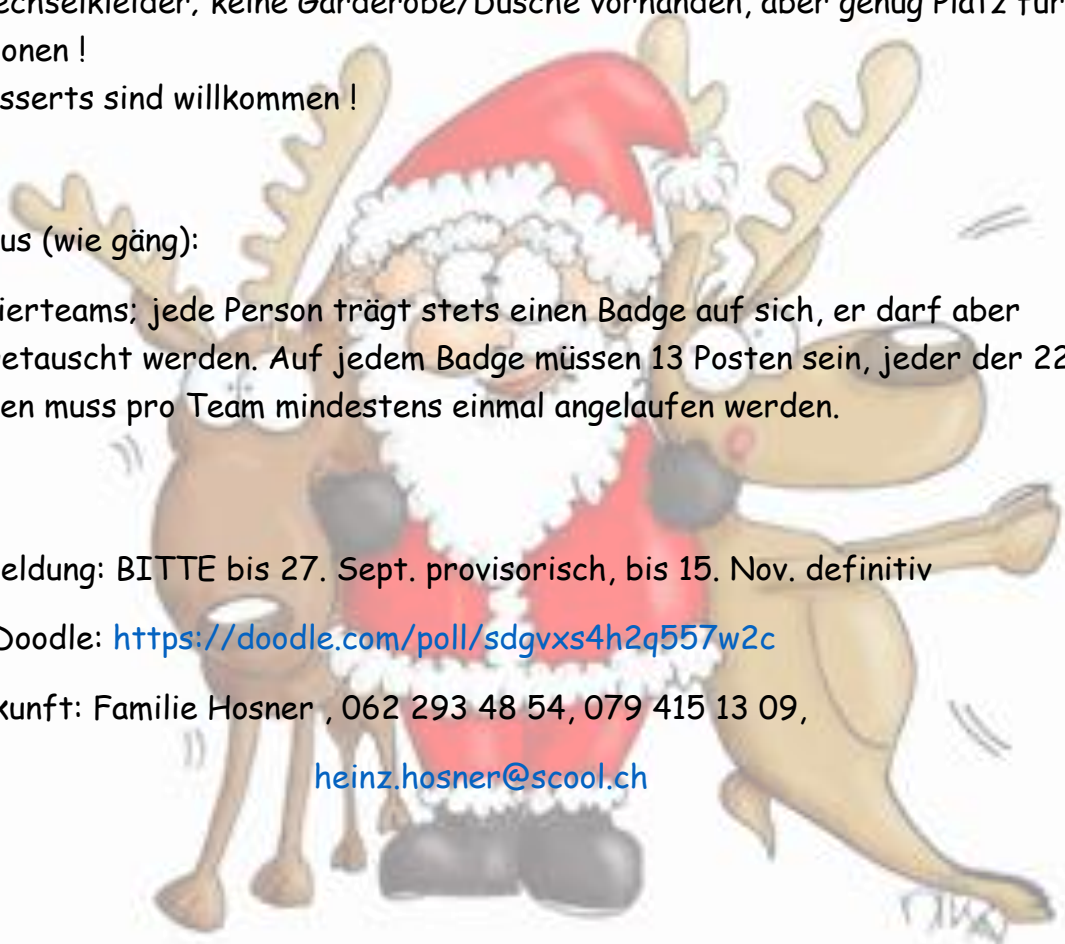 echselkleider, keine Garderobe/Dusche vorhanden, aber genug Platz für
onen !
sserts sind willkommen !
us (wie gäng):
ierteams; jede Person trägt stets einen Badge auf sich, er darf aber
etauscht werden. Auf jedem Badge müssen 13 Posten sein, jeder der 22
en muss pro Team mindestens einmal angelaufen werden.
eldung: BITTE bis 27. Sept. provisorisch, bis 15. Nov. definitiv
Doodle: https://doodle.com/poll/sdgvxs4h2q557w2c
kunft: Familie Hosner , 062 293 48 54, 079 415 13 09,
heinz.hosner@scool.ch